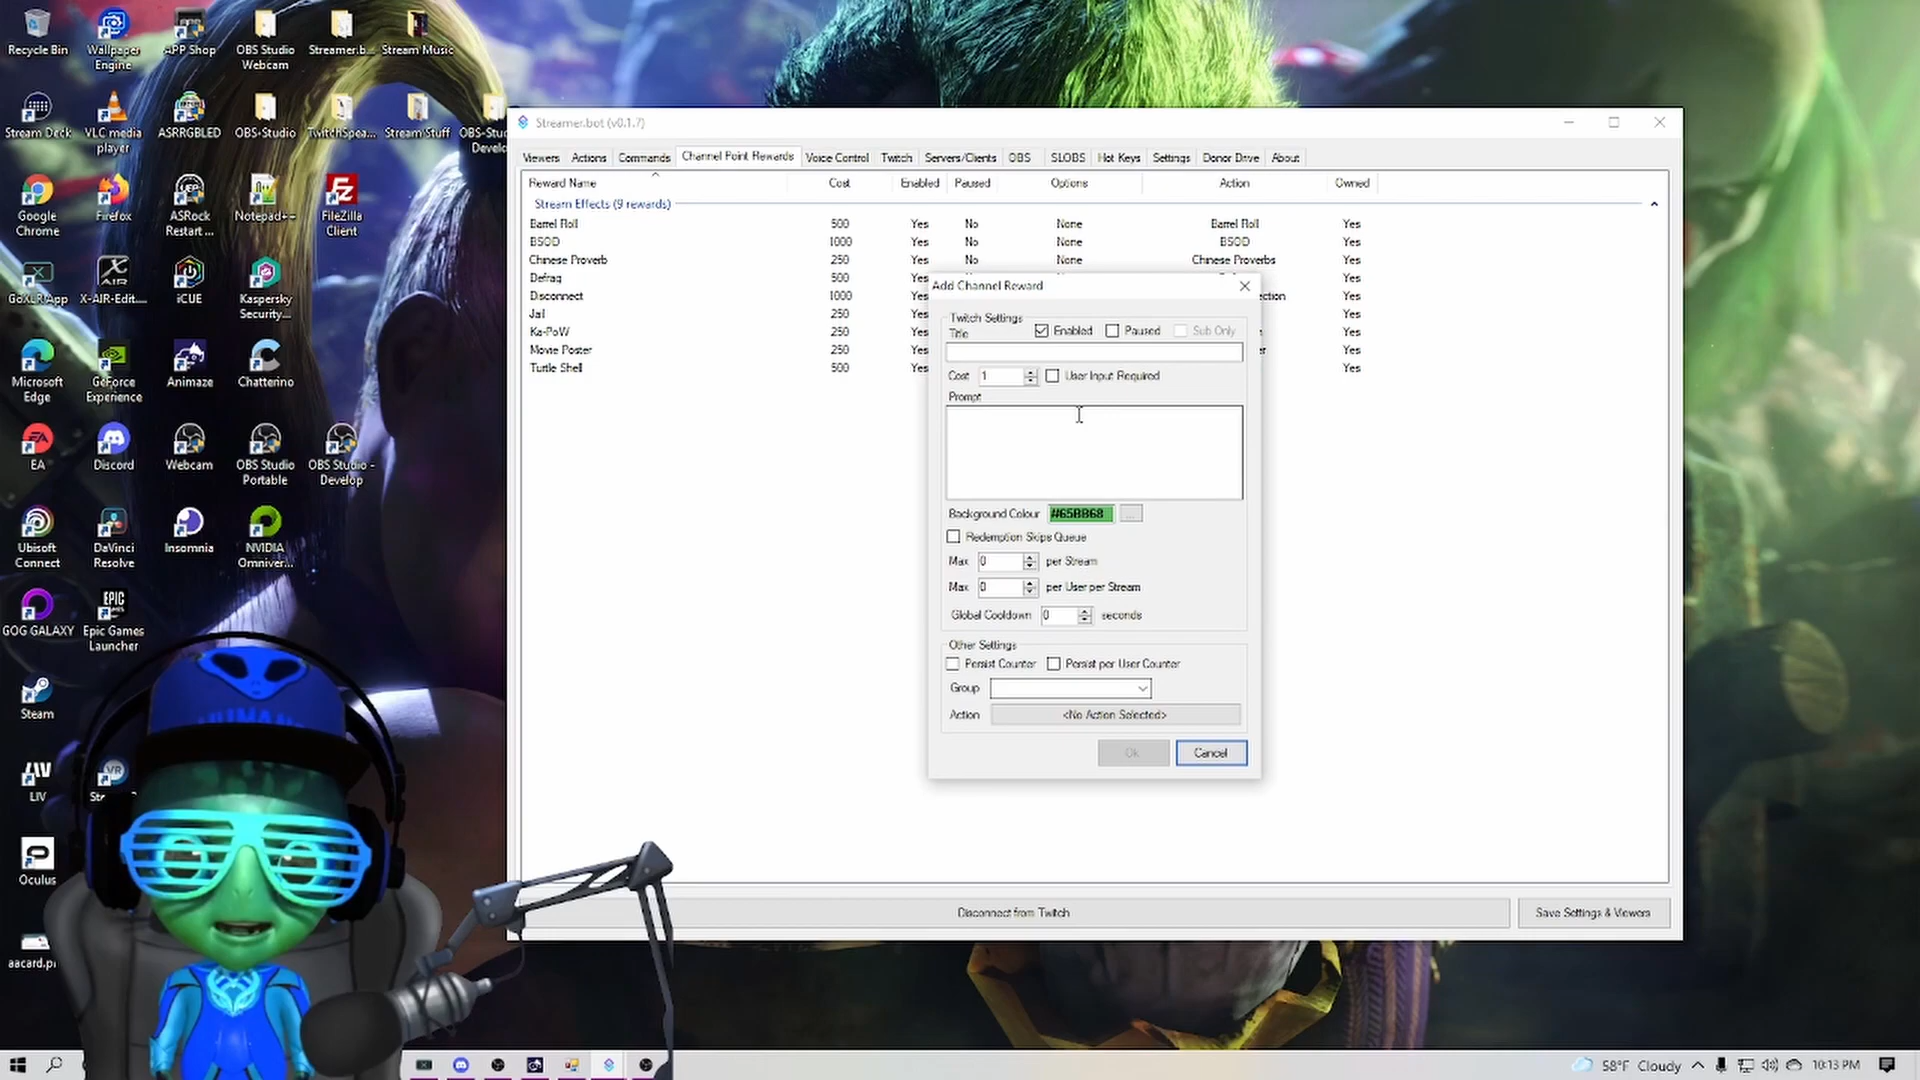 Recycle Bin
Wallpaper Engine
APP Shop
OBS Studio Webcam
Streamer.b...
Stream Music
Stream Deck
VLC media player
ASRRGBLED
OBS-Studio
TwitchSpea...
Stream Stuff
OBS-Stu
Develo
Google Chrome
Firefox
ASRock Restart ...
Notepad++
FileZilla Client
GoXLR App
X-AIR-Edit....
iCUE
Kaspersky Security...
Microsoft Edge
GeForce Experience
Animaze
Chatterino
EA
Discord
Webcam
OBS Studio Portable
OBS Studio - Develop
Ubisoft Connect
DaVinci Resolve
Insomnia
NVIDIA Omniver...
GOG GALAXY
Epic Games Launcher
Steam
LIV
Oculus
aacard.p
Streamer.bot (v0.1.7)
Viewers Actions Commands Channel Point Rewards Voice Control Twitch Servers/Clients OBS SLOBS Hot Keys Settings Donor Drive About
Reward Name Cost Enabled Paused Options Action Owned
Stream Effects (9 rewards)
Barrel Roll 500 Yes No None Barrel Roll Yes
BSOD 1000 Yes No None BSOD Yes
Chinese Proverb 250 Yes No None Chinese Proverbs Yes
Defrag 500 Yes Yes
Disconnect 1000 Yes ction Yes
Jail 250 Yes Yes
Ka-PoW 250 Yes Yes
Movie Poster 250 Yes er Yes
Turtle Shell 500 Yes Yes
Add Channel Reward
Twitch Settings
Title Enabled Paused Sub Only
Cost 1 User Input Required
Prompt
Background Colour #65BB68 ...
Redemption Skips Queue
Max 0 per Stream
Max 0 per User per Stream
Global Cooldown 0 seconds
Other Settings
Persist Counter Persist per User Counter
Group
Action <No Action Selected>
Ok Cancel
Disconnect from Twitch
Save Settings & Viewers
58°F Cloudy 10:13 PM